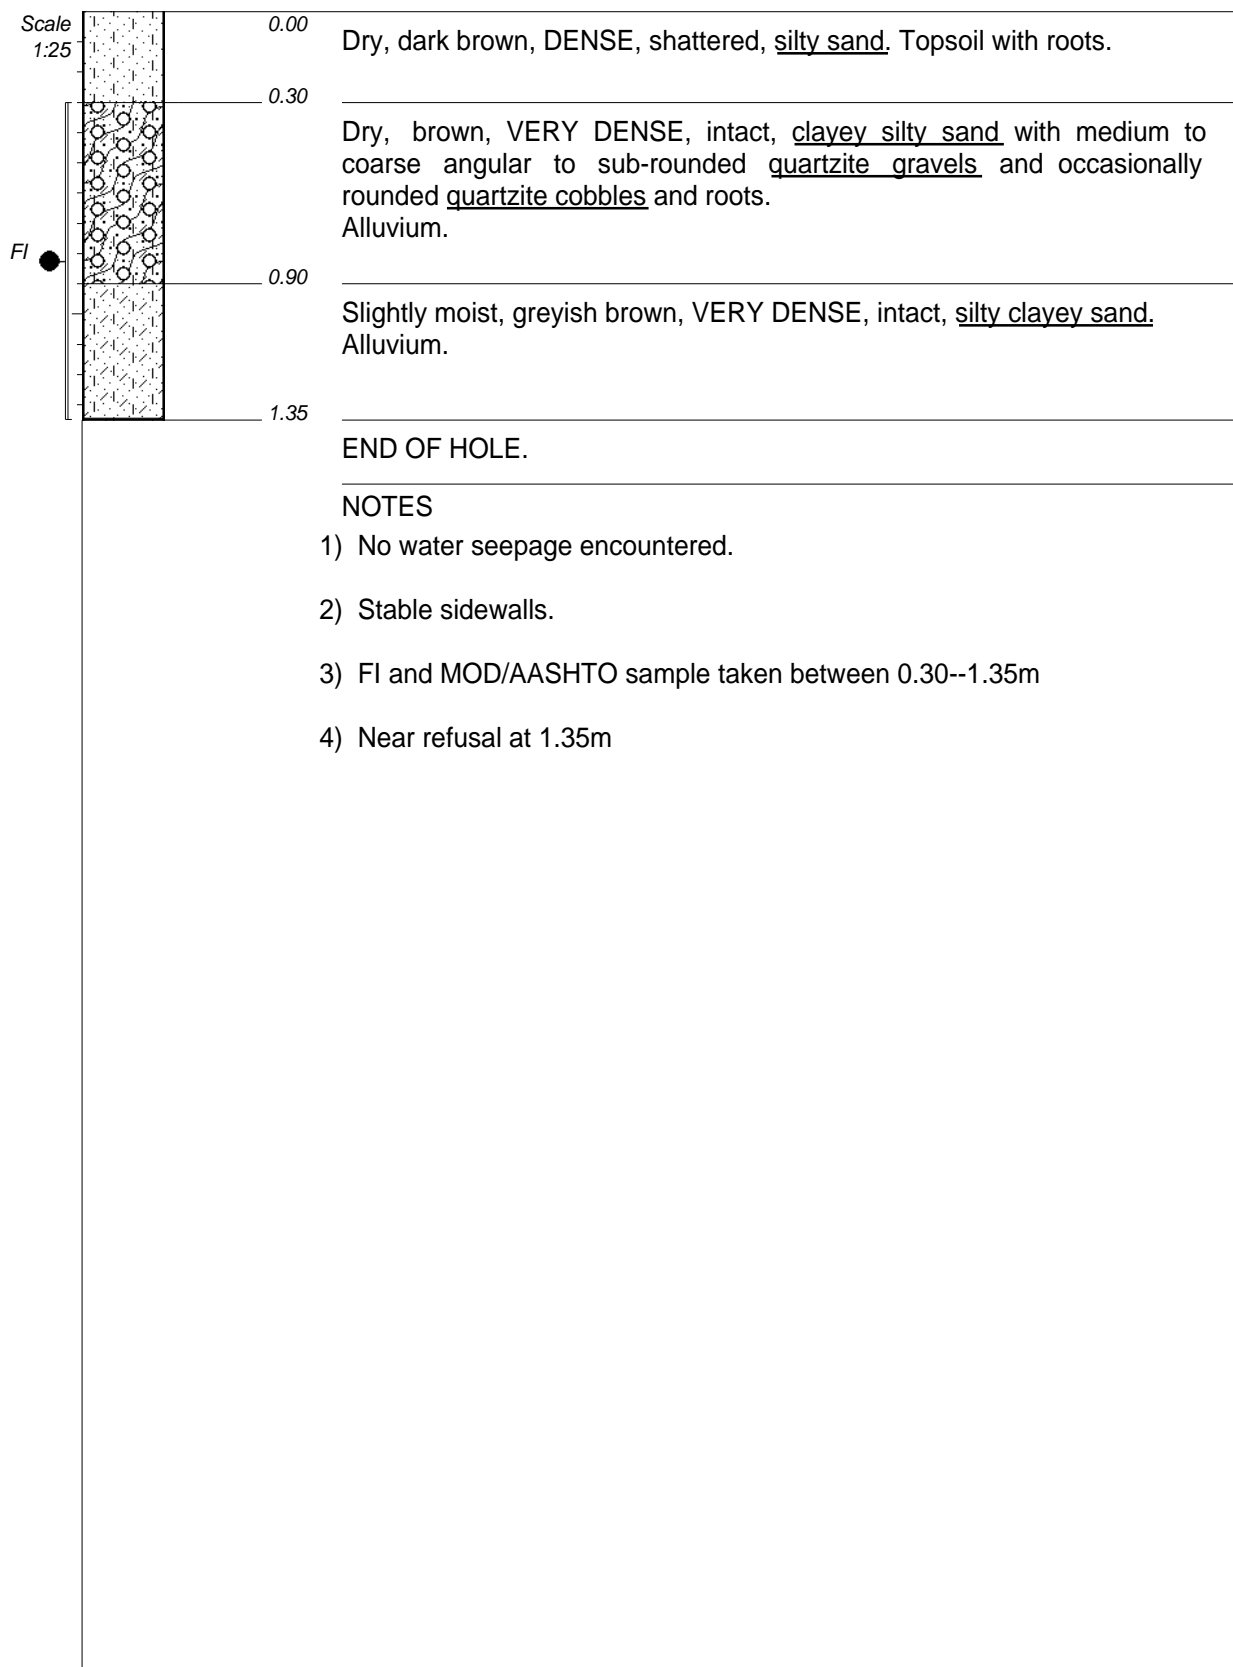 Scale
1:25
0.00
Dry, dark brown, DENSE, shattered, silty sand. Topsoil with roots.
0.30
Dry, brown, VERY DENSE, intact, clayey silty sand with medium to
coarse angular to sub-rounded quartzite gravels and occasionally
rounded quartzite cobbles and roots.
Alluvium.
FI
0.90
Slightly moist, greyish brown, VERY DENSE, intact, silty clayey sand.
Alluvium.
1.35
END OF HOLE.
NOTES
1) No water seepage encountered.
2) Stable sidewalls.
3) FI and MOD/AASHTO sample taken between 0.30--1.35m
4) Near refusal at 1.35m